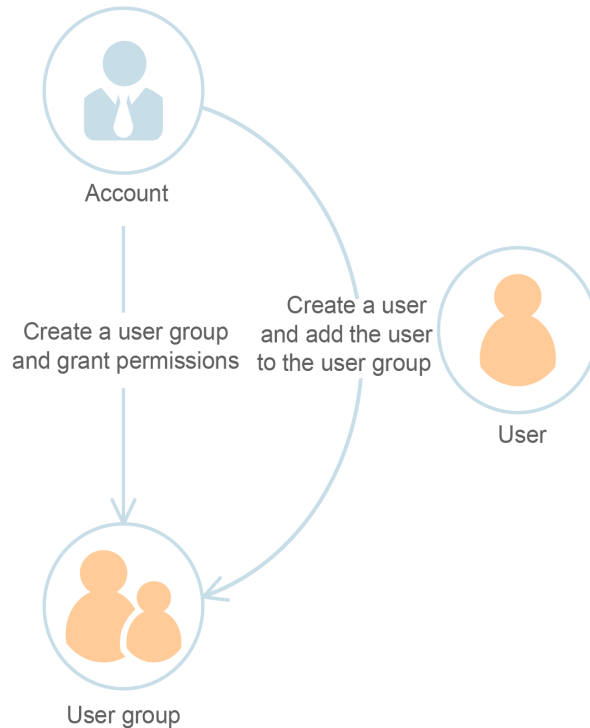 Account
Create a user group
and grant permissions
Create a user
and add the user
to the user group
User
User group